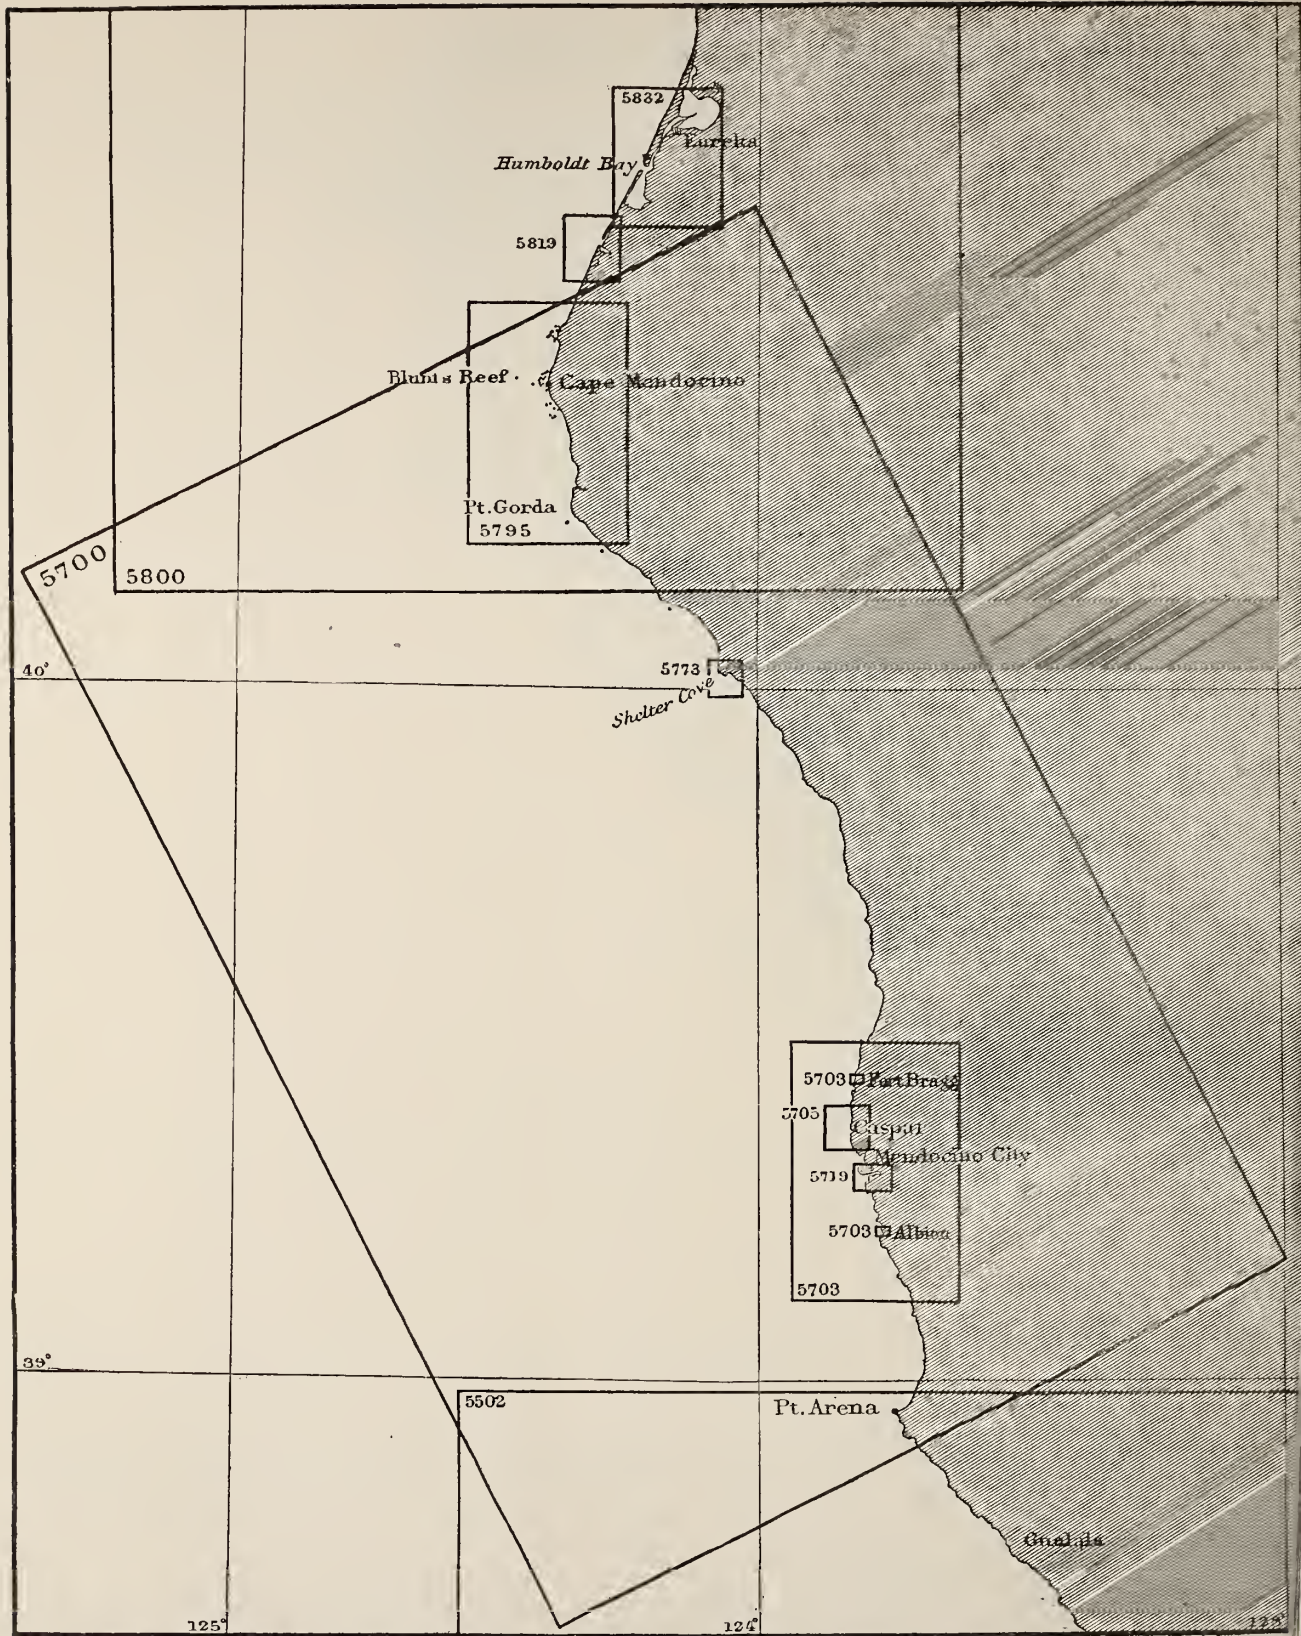 5832
Eureka
Humboldt Bay
5819
Blunts Reef
Cape Mendocino
Pt. Gorda
5795
5700
5800
40°
5773
Shelter Cove
5703 Fort Bragg
5705
Caspar
Mendocino City
5719
5703 Albion
5703
39°
5502
Pt. Arena
Gualala
125°
124°
123°